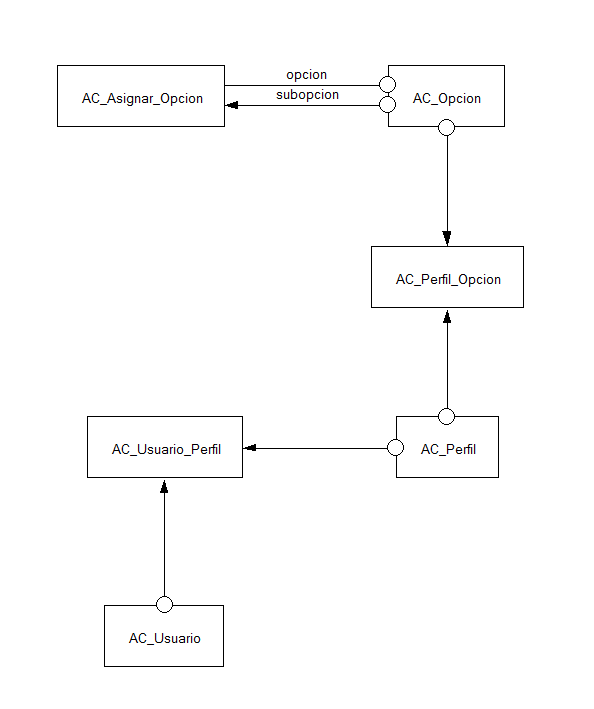 opcion
AC_Asignar_Opcion
subopcion
AC_Opcion
AC_Perfil_Opcion
AC_Usuario_Perfil
AC_Perfil
AC_Usuario